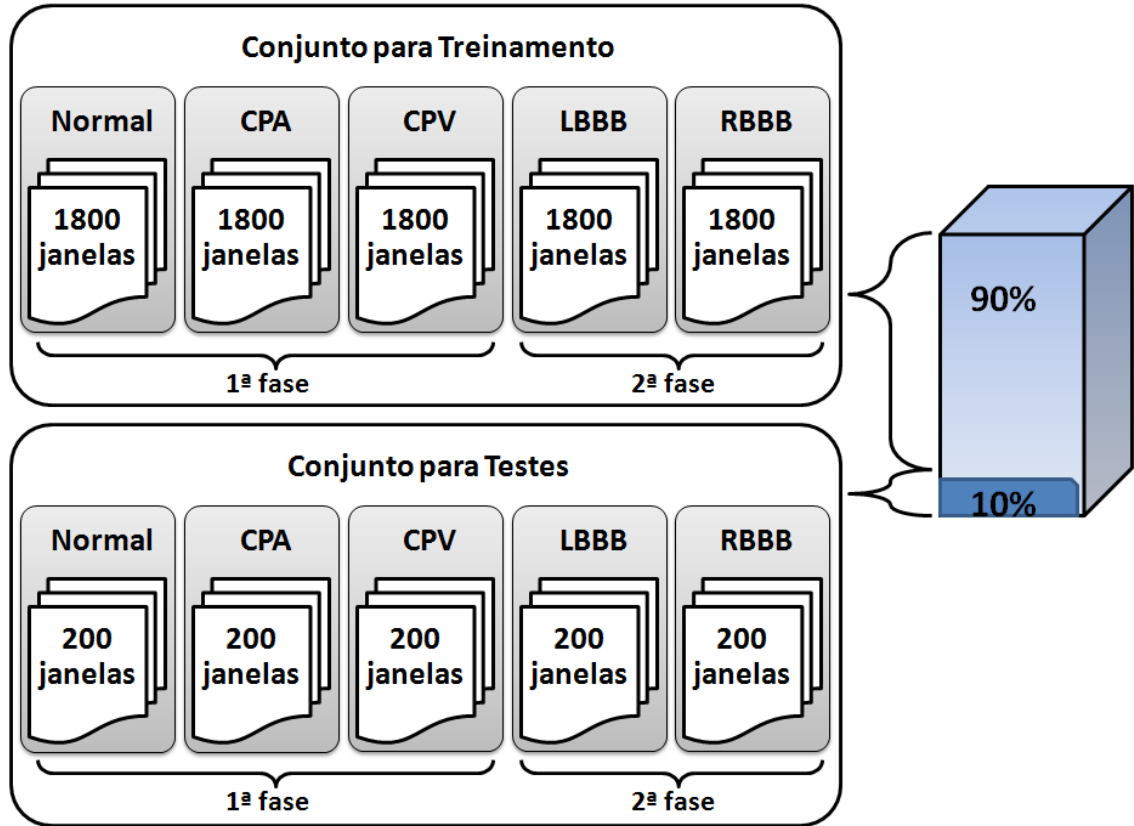 Conjunto para Treinamento
Normal CPA CPV LBBB RBBB
1800 1800 1800 1800 1800
janelas janelas janelas janelas janelas
1ª fase 2ª fase
90%
Conjunto para Testes
10%
Normal CPA CPV LBBB RBBB
200 200 200 200 200
janelas janelas janelas janelas janelas
1ª fase 2ª fase